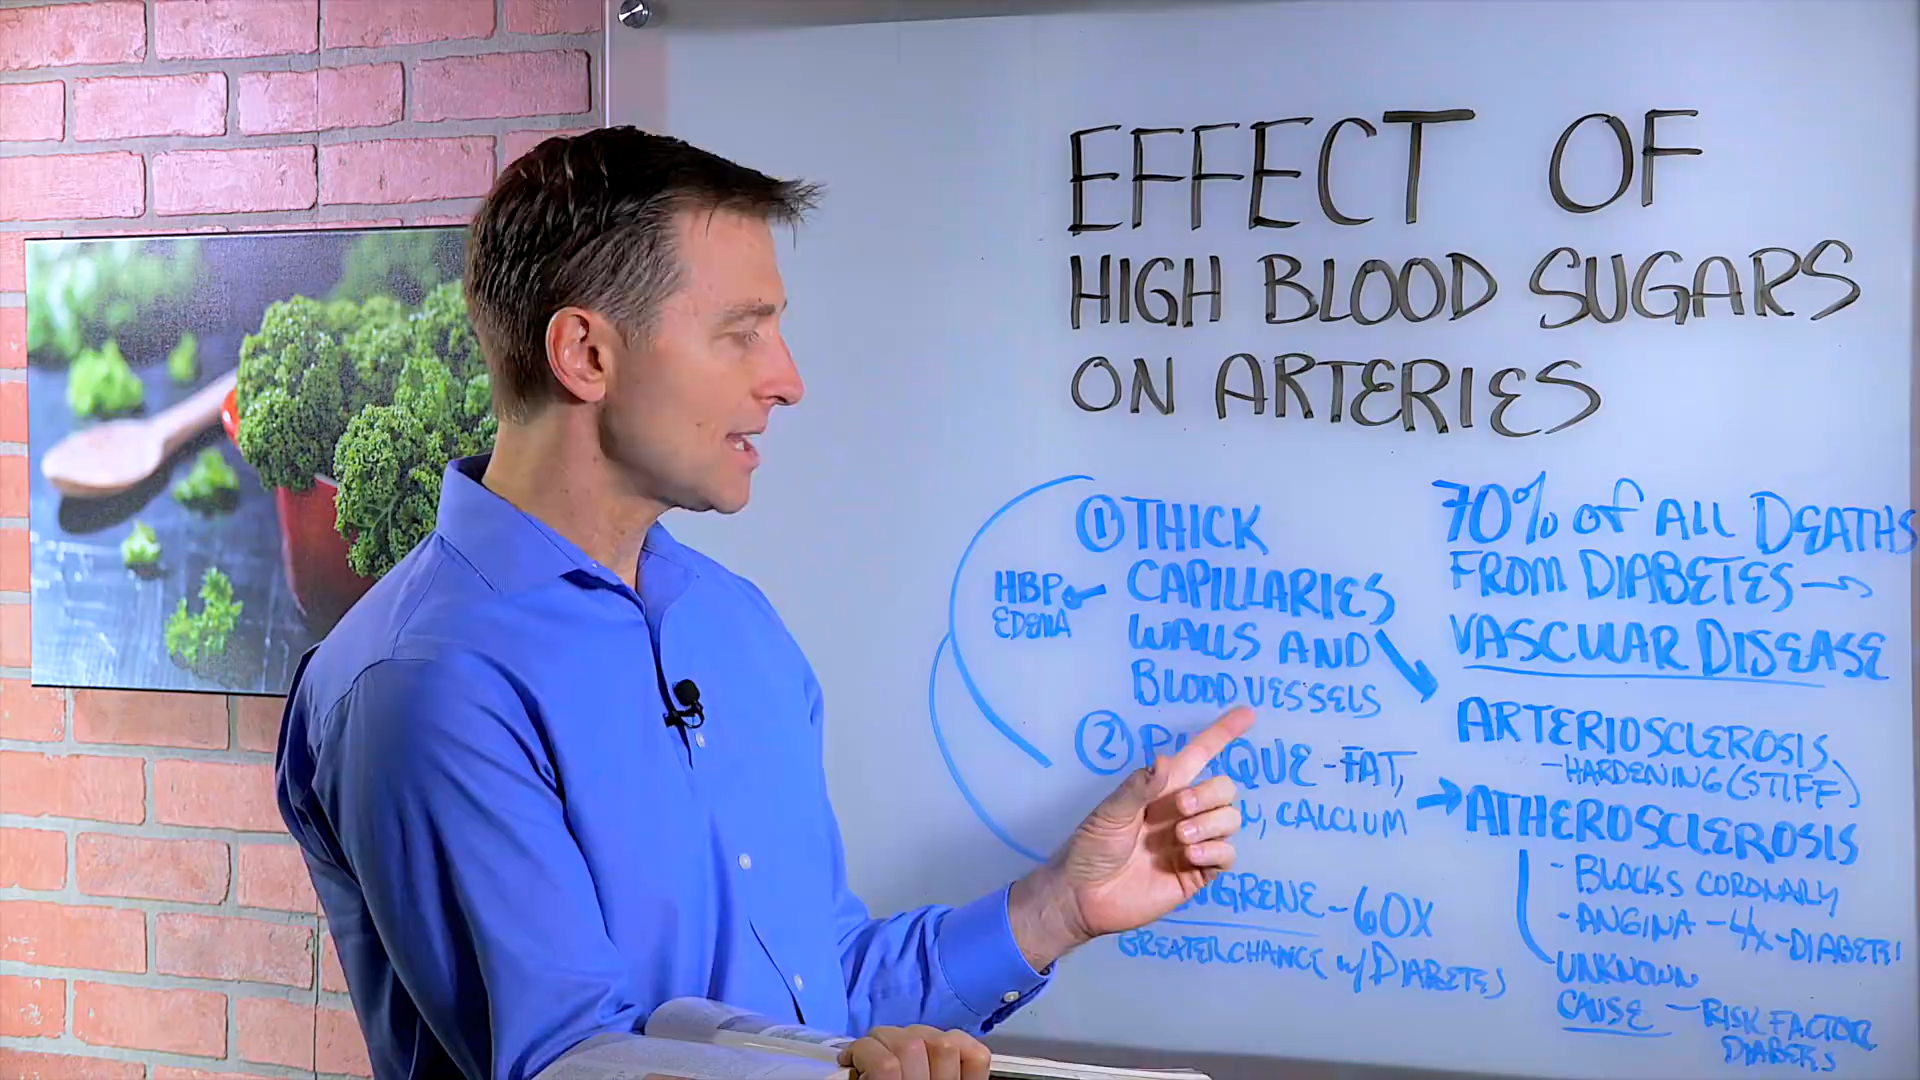 EFFECT OF
HIGH BLOOD SUGARS
ON ARTERIES
① THICK
CAPILLARIES
WALLS AND
BLOOD VESSELS
HBP
EDEMA
② QUE - FAT,
N, CALCIUM
NGRENE - 60X
GREATER CHANCE w/ DIABETES
70% OF ALL DEATHS
FROM DIABETES →
VASCULAR DISEASE
ARTERIOSCLEROSIS
- HARDENING (STIFF)
ATHEROSCLEROSIS
- BLOCKS CORONARY
- ANGINA - 4x - DIABETE
UNKNOWN
CAUSE - RISK FACTOR
DIABETES